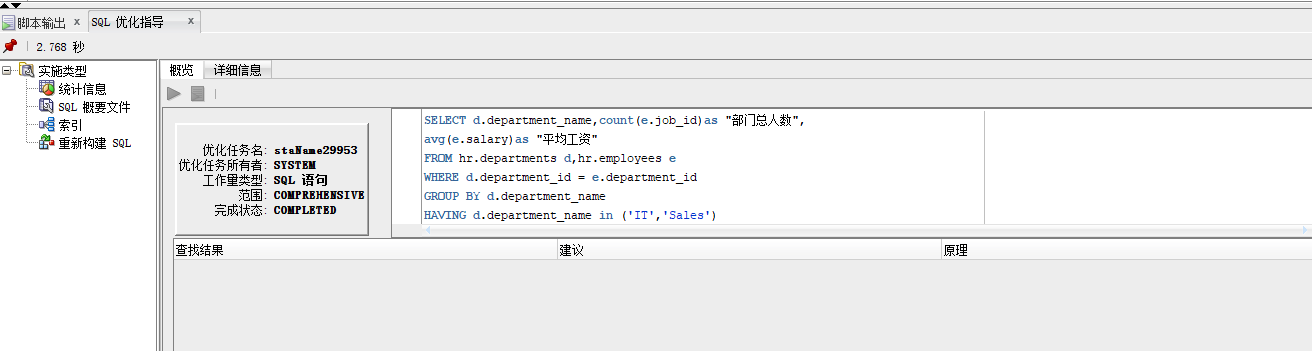 脚本输出 x SQL 优化指导 x
2.768 秒
实施类型
统计信息
SQL 概要文件
索引
重新构建 SQL
概览 详细信息
优化任务名: staName29953
优化任务所有者: SYSTEM
工作量类型: SQL 语句
范围: COMPREHENSIVE
完成状态: COMPLETED
SELECT d.department_name,count(e.job_id)as "部门总人数",
avg(e.salary)as "平均工资"
FROM hr.departments d,hr.employees e
WHERE d.department_id = e.department_id
GROUP BY d.department_name
HAVING d.department_name in ('IT','Sales')
查找结果 建议 原理